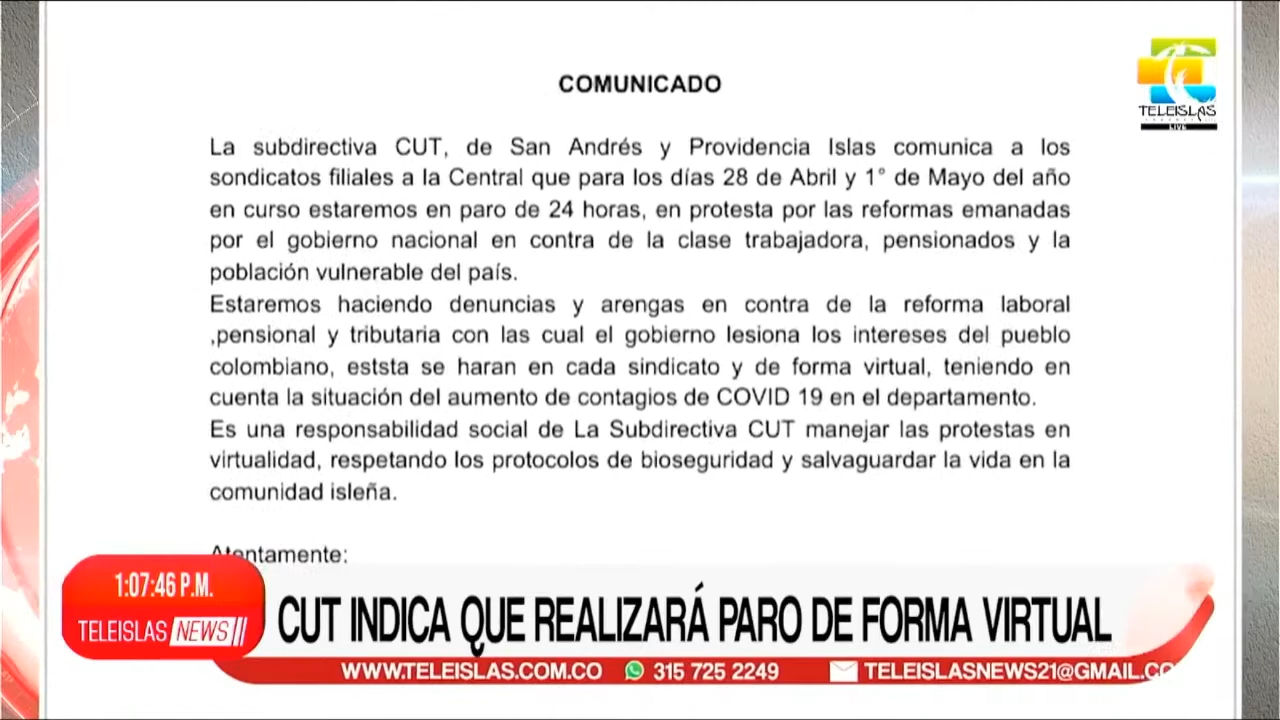 COMUNICADO
TELEISLAS
LIVE
La subdirectiva CUT, de San Andrés y Providencia Islas comunica a los
sondicatos filiales a la Central que para los días 28 de Abril y 1° de Mayo del año
en curso estaremos en paro de 24 horas, en protesta por las reformas emanadas
por el gobierno nacional en contra de la clase trabajadora, pensionados y la
población vulnerable del país.
Estaremos haciendo denuncias y arengas en contra de la reforma laboral
,pensional y tributaria con las cual el gobierno lesiona los intereses del pueblo
colombiano, eststa se haran en cada sindicato y de forma virtual, teniendo en
cuenta la situación del aumento de contagios de COVID 19 en el departamento.
Es una responsabilidad social de La Subdirectiva CUT manejar las protestas en
virtualidad, respetando los protocolos de bioseguridad y salvaguardar la vida en la
comunidad isleña.
Atentamente:
1:07:46 P.M.
TELEISLAS NEWS
CUT INDICA QUE REALIZARÁ PARO DE FORMA VIRTUAL
WWW.TELEISLAS.COM.CO 315 725 2249 TELEISLASNEWS21@GMAIL.CO